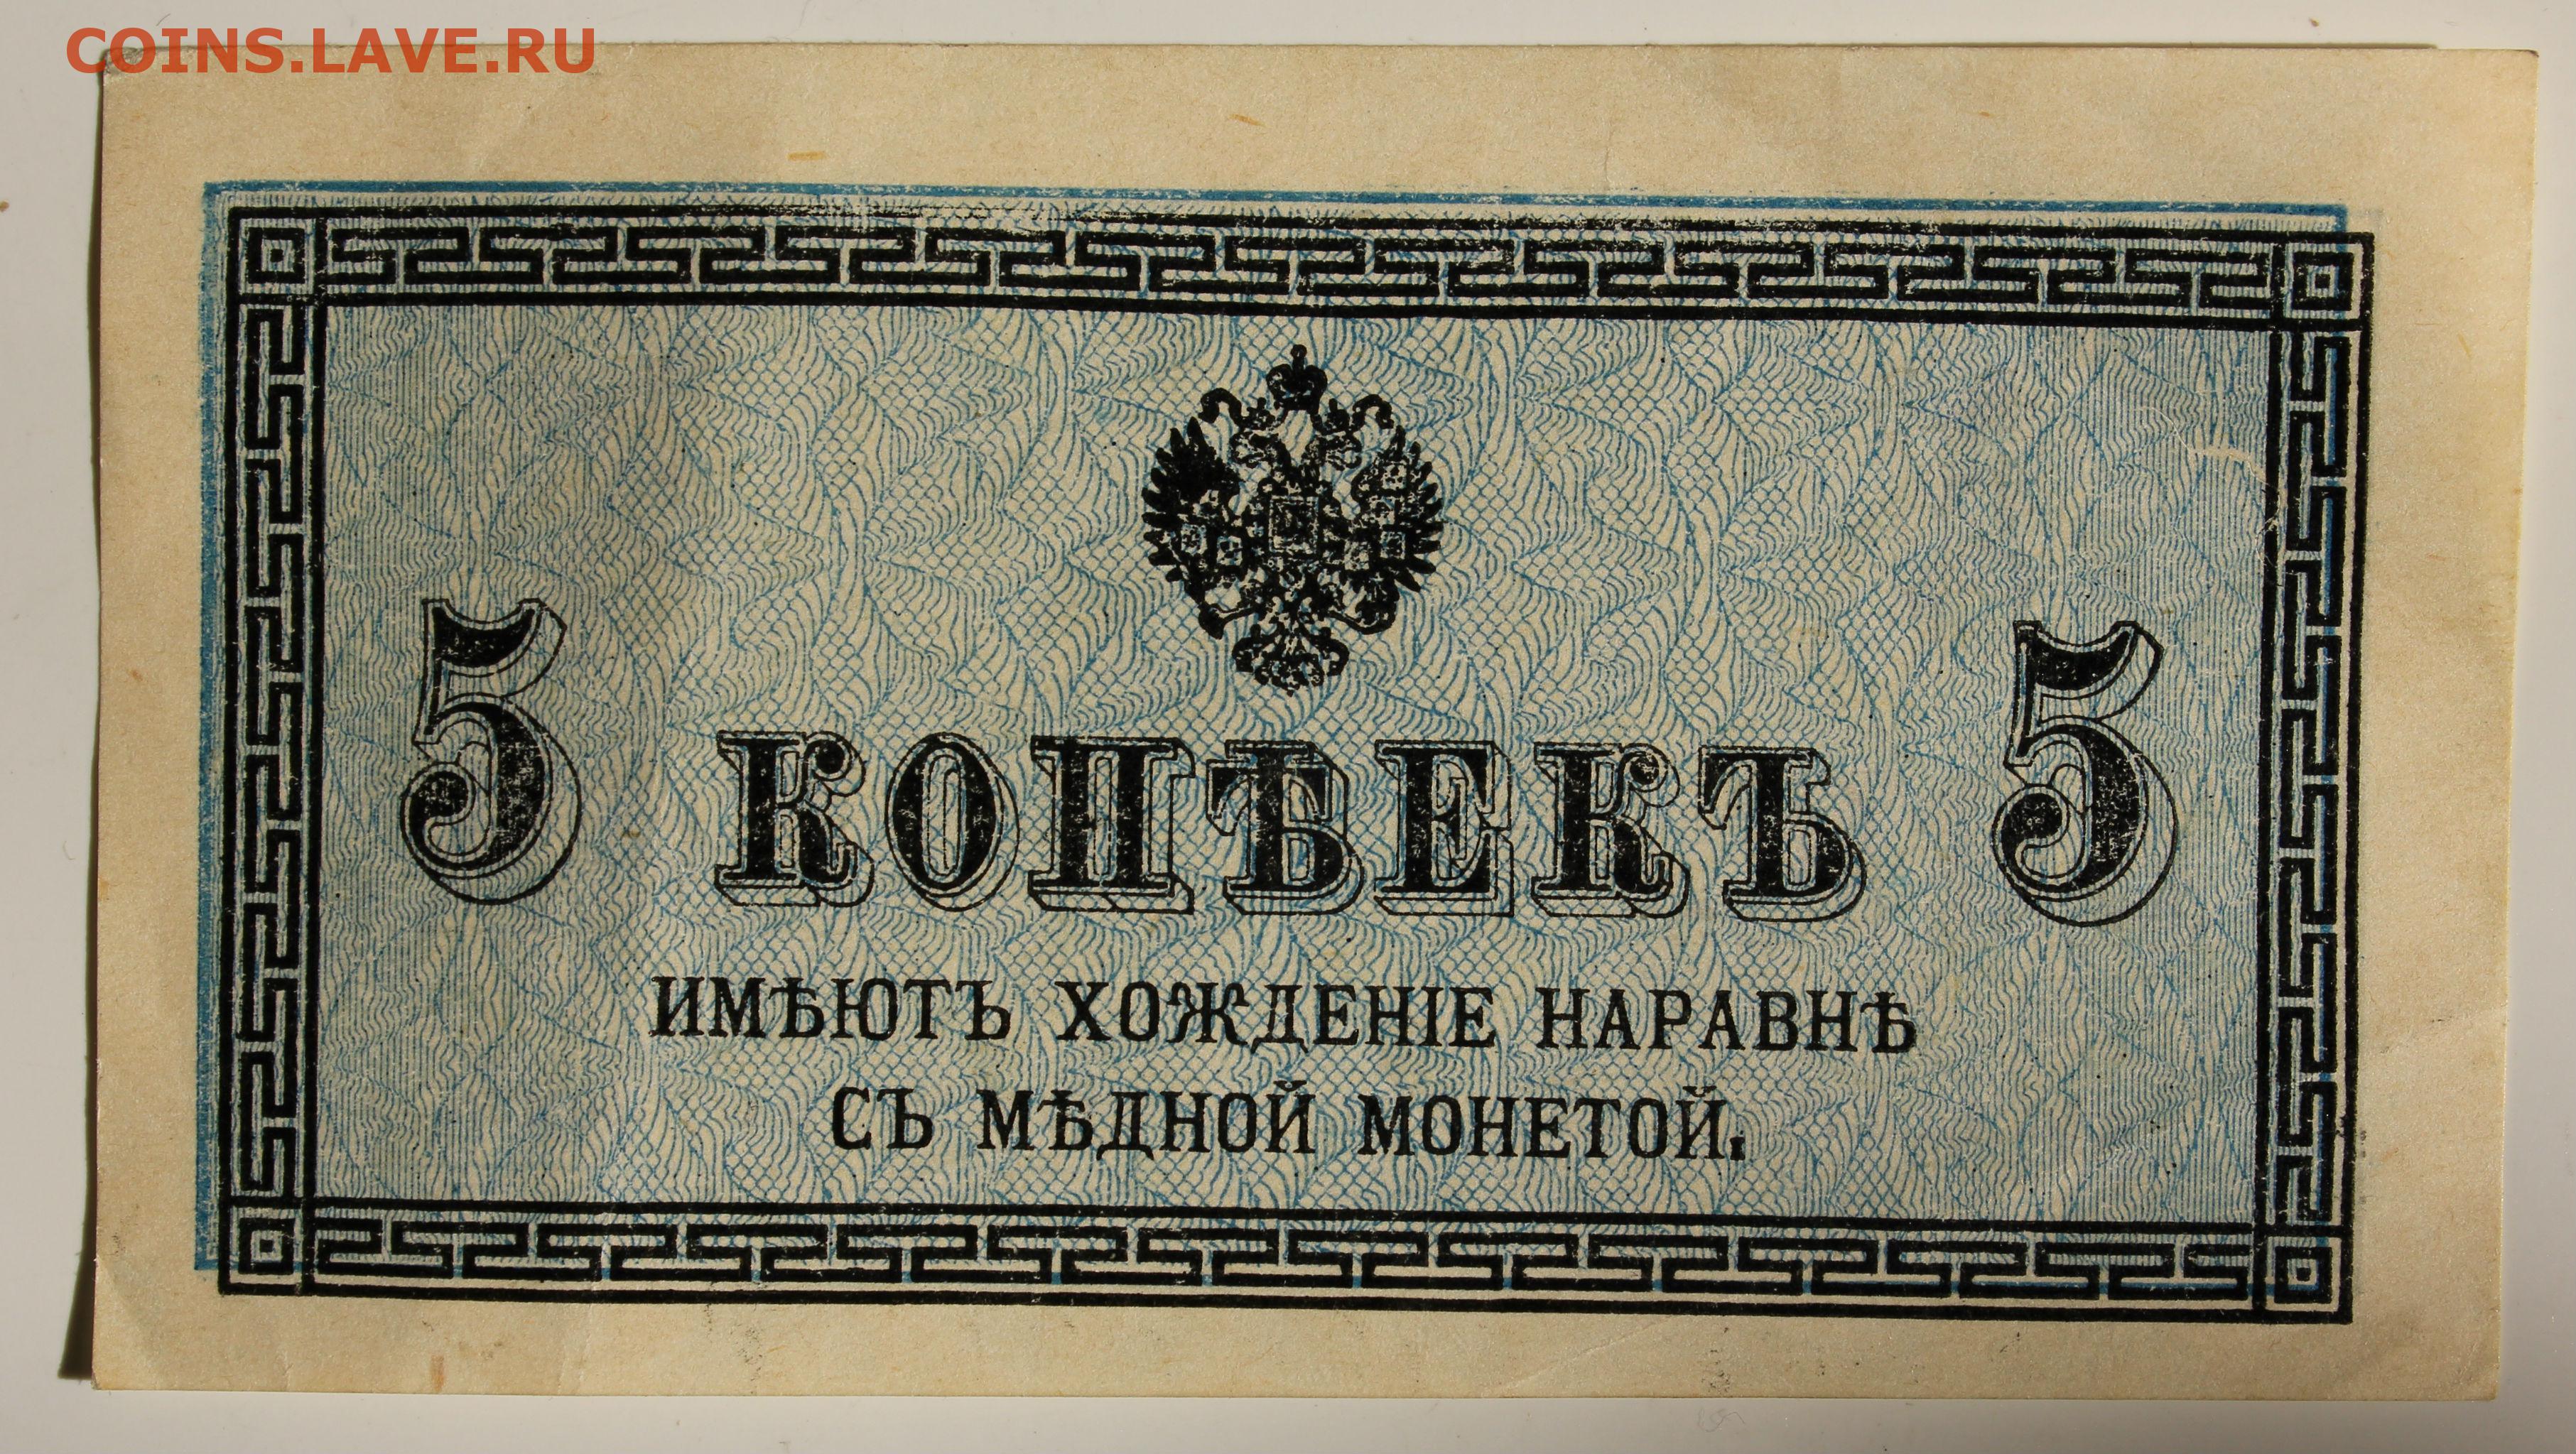 COINS.LAVE.RU
5 КОПѢЕКЪ 5
ИМѢЮТЪ ХОЖДЕНІЕ НАРАВНѢ
СЪ МѢДНОЙ МОНЕТОЙ.